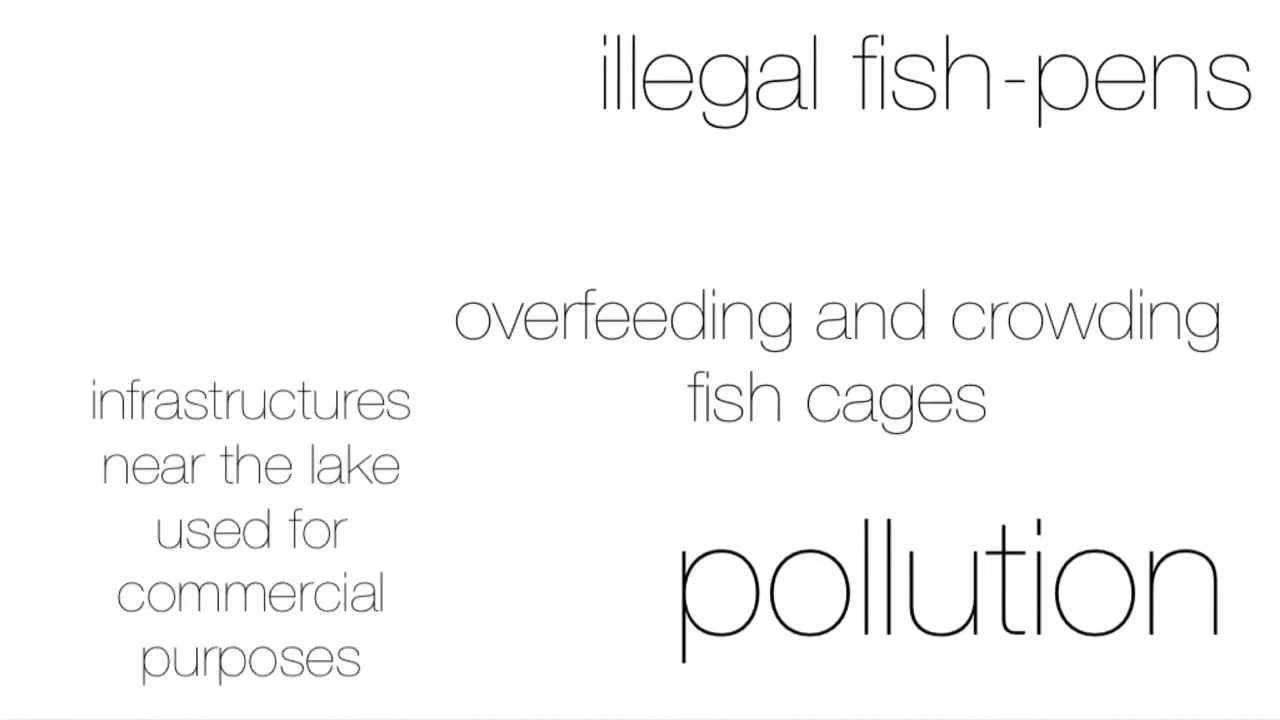 illegal fish-pens
overfeeding and crowding
fish cages
infrastructures
near the lake
used for
commercial
purposes
pollution